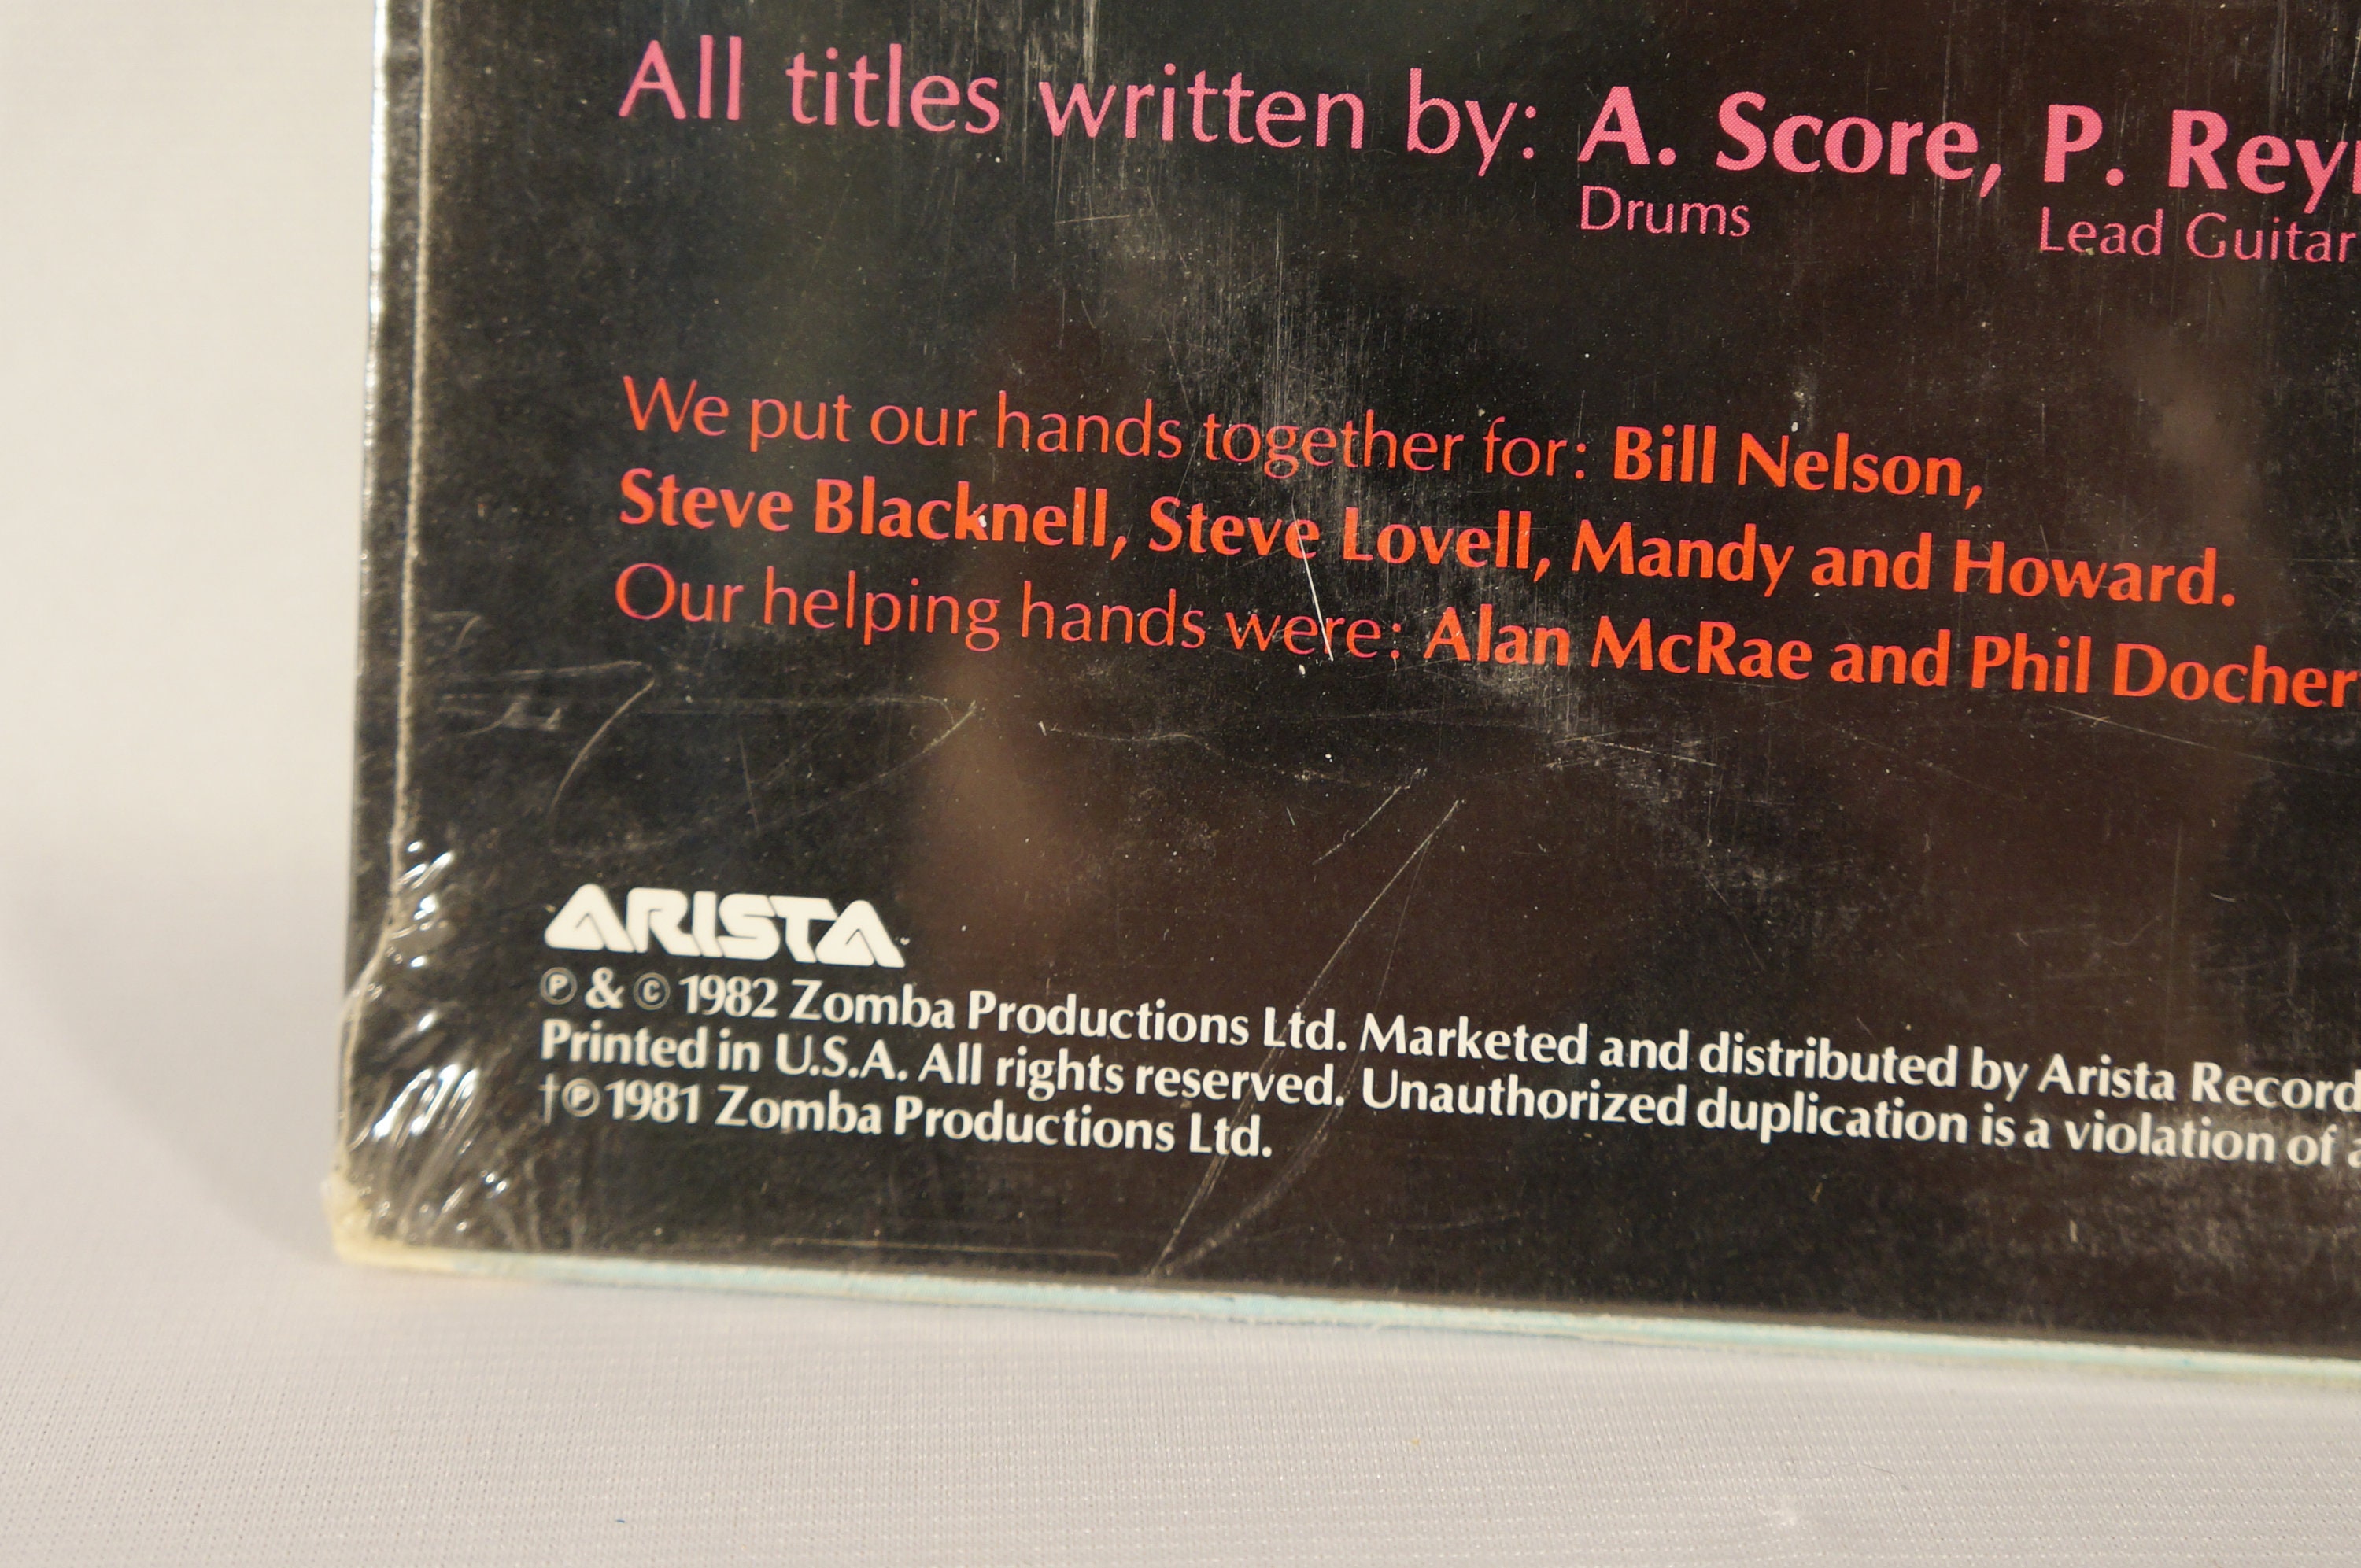 All titles written by: A. Score, P. Rey
Drums Lead Guitar
We put our hands together for: Bill Nelson,
Steve Blacknell, Steve Lovell, Mandy and Howard.
Our helping hands were: Alan McRae and Phil Docher
ARISTA™
℗ & © 1982 Zomba Productions Ltd. Marketed and distributed by Arista Record
Printed in U.S.A. All rights reserved. Unauthorized duplication is a violation of a
†℗ 1981 Zomba Productions Ltd.